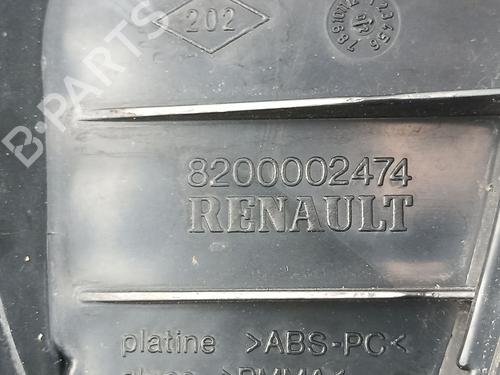 202
8200002474
RENAULT
platine >ABS-PC<
B-PARTS